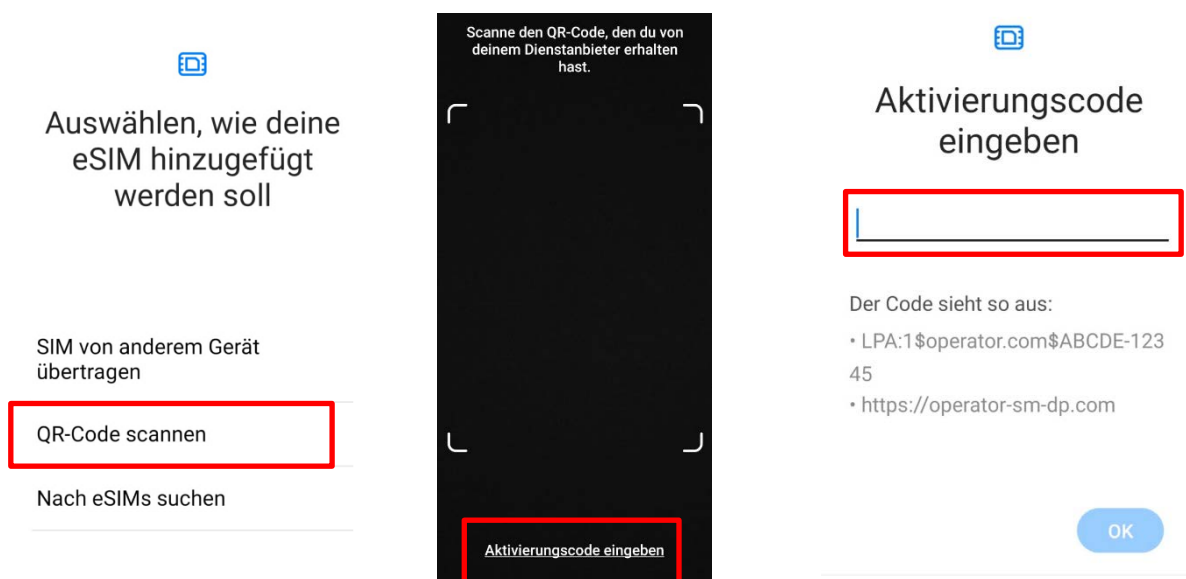 Auswählen, wie deine
eSIM hinzugefügt
werden soll
SIM von anderem Gerät
übertragen
QR-Code scannen
Nach eSIMs suchen
Scanne den QR-Code, den du von
deinem Dienstanbieter erhalten
hast.
Aktivierungscode eingeben
Aktivierungscode
eingeben
Der Code sieht so aus:
• LPA:1$operator.com$ABCDE-123
45
• https://operator-sm-dp.com
OK